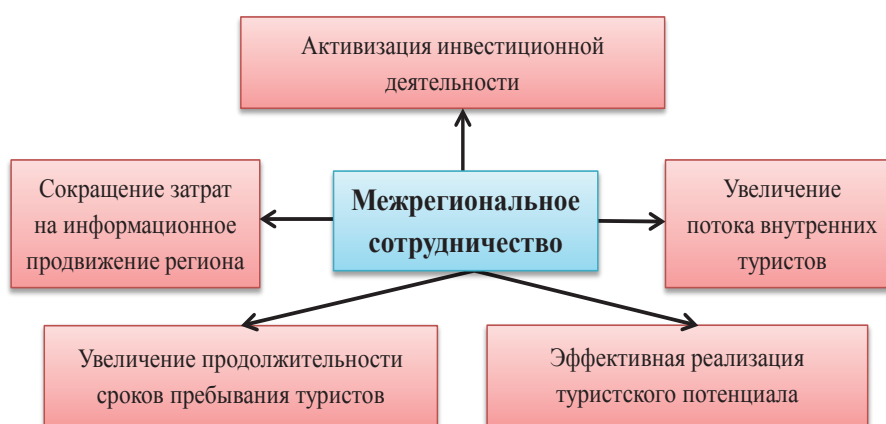 Активизация инвестиционной
деятельности
Сокращение затрат
на информационное
продвижение региона
Межрегиональное
сотрудничество
Увеличение
потока внутренних
туристов
Увеличение продолжительности
сроков пребывания туристов
Эффективная реализация
туристского потенциала